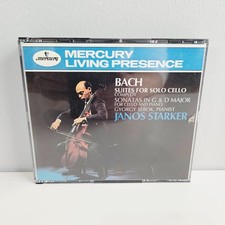 MERCURY
LIVING PRESENCE
BACH
SUITES FOR SOLO CELLO
COMPLETE
SONATAS IN G & D MAJOR
FOR CELLO AND PIANO
GYORGY SEBOK, PIANIST
JANOS STARKER